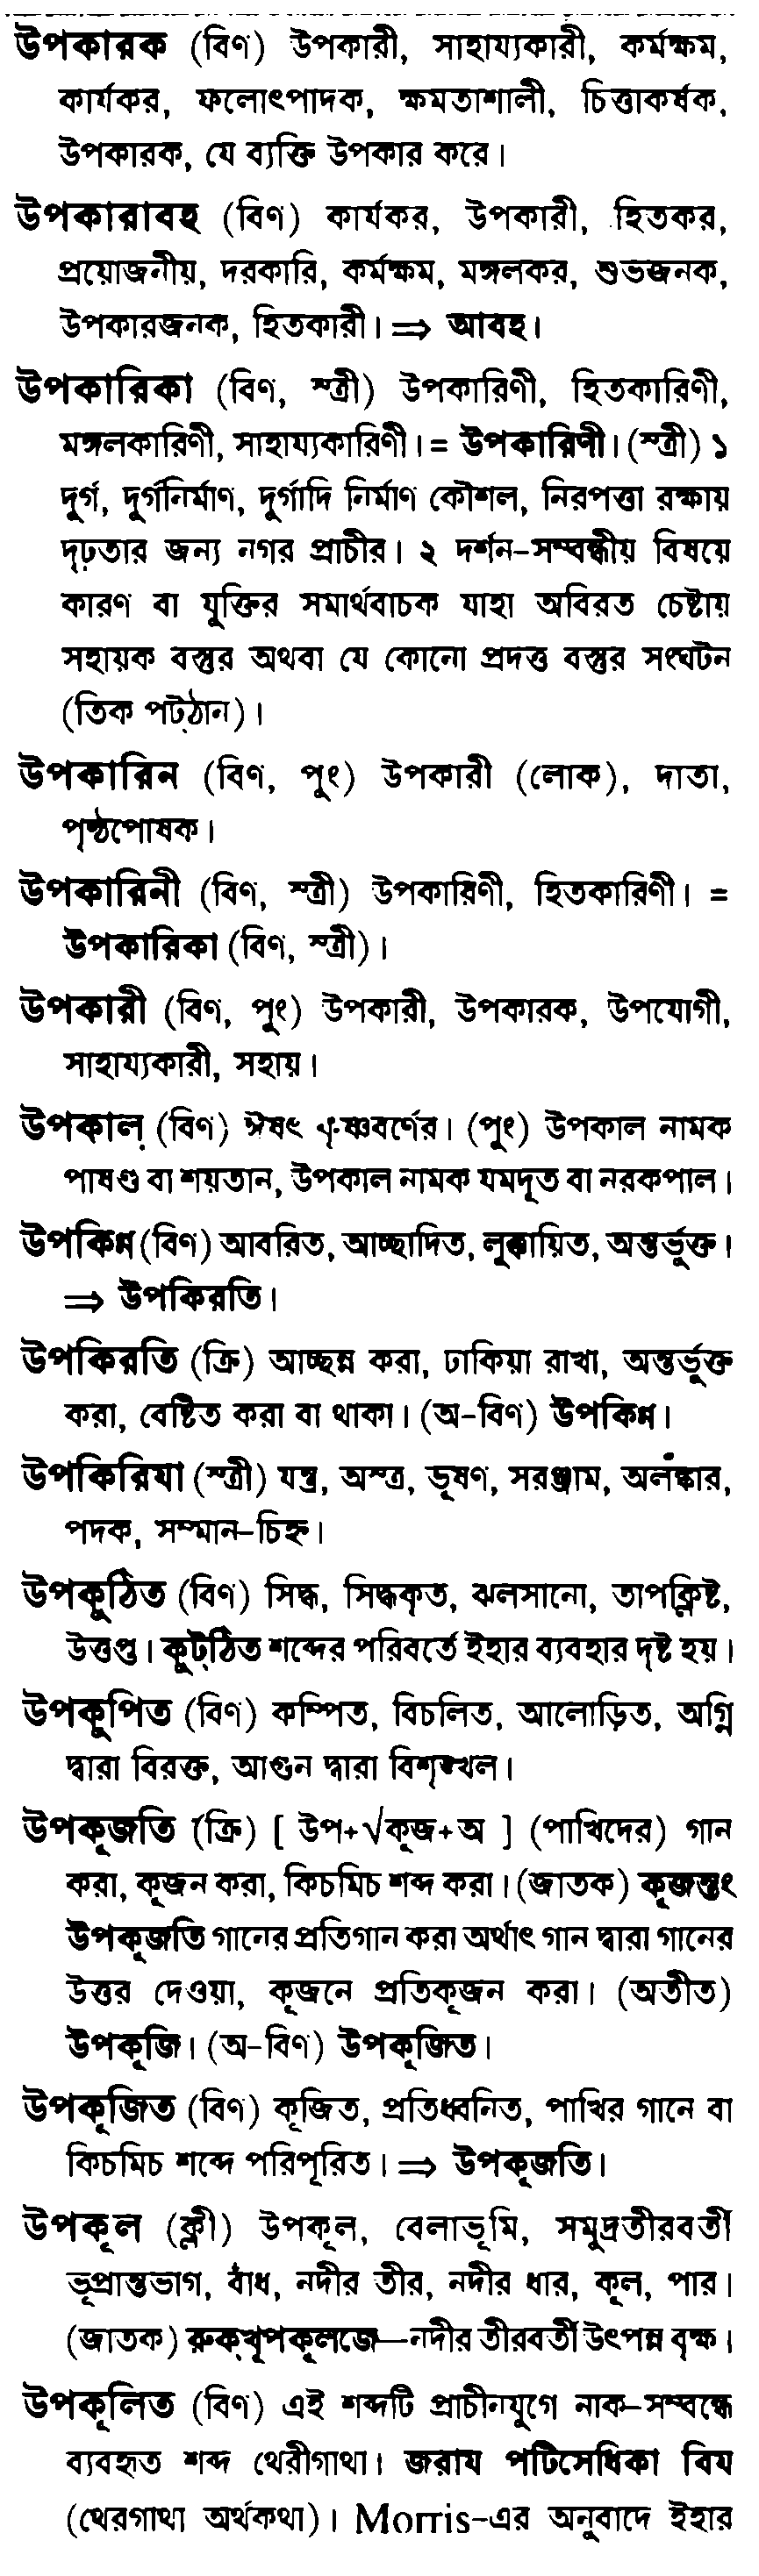 উপকারক (বিণ) উপকারী, সাহায্যকারী, কর্মক্ষম,
কার্যকর, ফলোৎপাদক, ক্ষমতাশালী, চিত্তাকর্ষক,
উপকারক, যে ব্যক্তি উপকার করে।
উপকারাবহ (বিণ) কার্যকর, উপকারী, হিতকর,
প্রয়োজনীয়, দরকারি, কর্মক্ষম, মঙ্গলকর, শুভজনক,
উপকারজনক, হিতকারী। ⇒ আবহ।
উপকারিকা (বিণ, স্ত্রী) উপকারিণী, হিতকারিণী,
মঙ্গলকারিণী, সাহায্যকারিণী। = উপকারিণী। (স্ত্রী) ১
দুর্গ, দুর্গনির্মাণ, দুর্গাদি নির্মাণ কৌশল, নিরপত্তা রক্ষায়
দৃঢ়তার জন্য নগর প্রাচীর। ২ দর্শন-সম্বন্ধীয় বিষয়ে
কারণ বা যুক্তির সমার্থবাচক যাহা অবিরত চেষ্টায়
সহায়ক বস্তুর অথবা যে কোনো প্রদত্ত বস্তুর সংঘটন
(তিক পট্ঠান)।
উপকারিন (বিণ, পুং) উপকারী (লোক), দাতা,
পৃষ্ঠপোষক।
উপকারিনী (বিণ, স্ত্রী) উপকারিণী, হিতকারিণী। =
উপকারিকা (বিণ, স্ত্রী)।
উপকারী (বিণ, পুং) উপকারী, উপকারক, উপযোগী,
সাহায্যকারী, সহায়।
উপকাল (বিণ) ঈষৎ কৃষ্ণবর্ণের। (পুং) উপকাল নামক
পাষণ্ড বা শয়তান, উপকাল নামক যমদূত বা নরকপাল।
উপকিন্ন (বিণ) আবরিত, আচ্ছাদিত, লুক্কায়িত, অন্তর্ভুক্ত।
⇒ উপকিরতি।
উপকিরতি (ক্রি) আচ্ছন্ন করা, ঢাকিয়া রাখা, অন্তর্ভুক্ত
করা, বেষ্টিত করা বা থাকা। (অ-বিণ) উপকিন্ন।
উপকিরিযা (স্ত্রী) যন্ত্র, অস্ত্র, ভূষণ, সরঞ্জাম, অলঙ্কার,
পদক, সম্মান-চিহ্ন।
উপকুঠিত (বিণ) সিদ্ধ, সিদ্ধকৃত, ঝলসানো, তাপক্লিষ্ট,
উত্তপ্ত। কুট্ঠিত শব্দের পরিবর্তে ইহার ব্যবহার দৃষ্ট হয়।
উপকুপিত (বিণ) কম্পিত, বিচলিত, আলোড়িত, অগ্নি
দ্বারা বিরক্ত, আগুন দ্বারা বিশৃঙ্খল।
উপকূজতি (ক্রি) [ উপ+√কূজ+অ ] (পাখিদের) গান
করা, কূজন করা, কিচমিচ শব্দ করা। (জাতক) কূজন্তং
উপকূজতি গানের প্রতিগান করা অর্থাৎ গান দ্বারা গানের
উত্তর দেওয়া, কূজনে প্রতিকূজন করা। (অতীত)
উপকূজি। (অ-বিণ) উপকূজিত।
উপকূজিত (বিণ) কূজিত, প্রতিধ্বনিত, পাখির গানে বা
কিচমিচ শব্দে পরিপূরিত। ⇒ উপকূজতি।
উপকূল (ক্লী) উপকূল, বেলাভূমি, সমুদ্রতীরবর্তী
ভূপ্রান্তভাগ, বাঁধ, নদীর তীর, নদীর ধার, কূল, পার।
(জাতক) রুক্খূপকূলজে—নদীর তীরবর্তী উৎপন্ন বৃক্ষ।
উপকূলিত (বিণ) এই শব্দটি প্রাচীনযুগে নাক-সম্বন্ধে
ব্যবহৃত শব্দ থেরীগাথা। জরায পটিসেধিকা বিয
(থেরগাথা অর্থকথা)। Morris-এর অনুবাদে ইহার